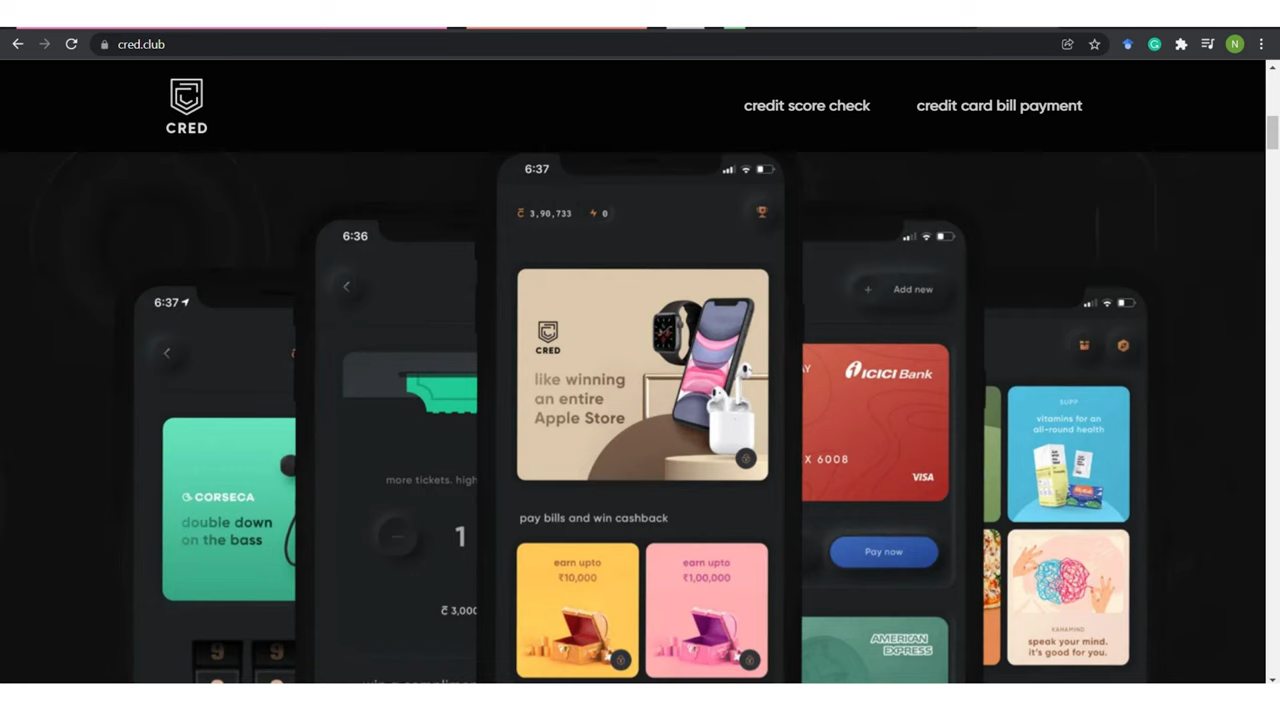 cred.club
N
CRED
credit score check
credit card bill payment
6:37
6:36
6:37
3,90,733
0
Add new
CRED
like winning
an entire
Apple Store
ICICI Bank
X 6008
VISA
SUPP
vitamins for an
all-round health
CORSECA
double down
on the bass
more tickets. high
1
pay bills and win cashback
Pay now
earn upto
₹10,000
earn upto
₹1,00,000
3,000
AMERICAN
EXPRESS
KANAMIND
speak your mind.
it's good for you.
9
9